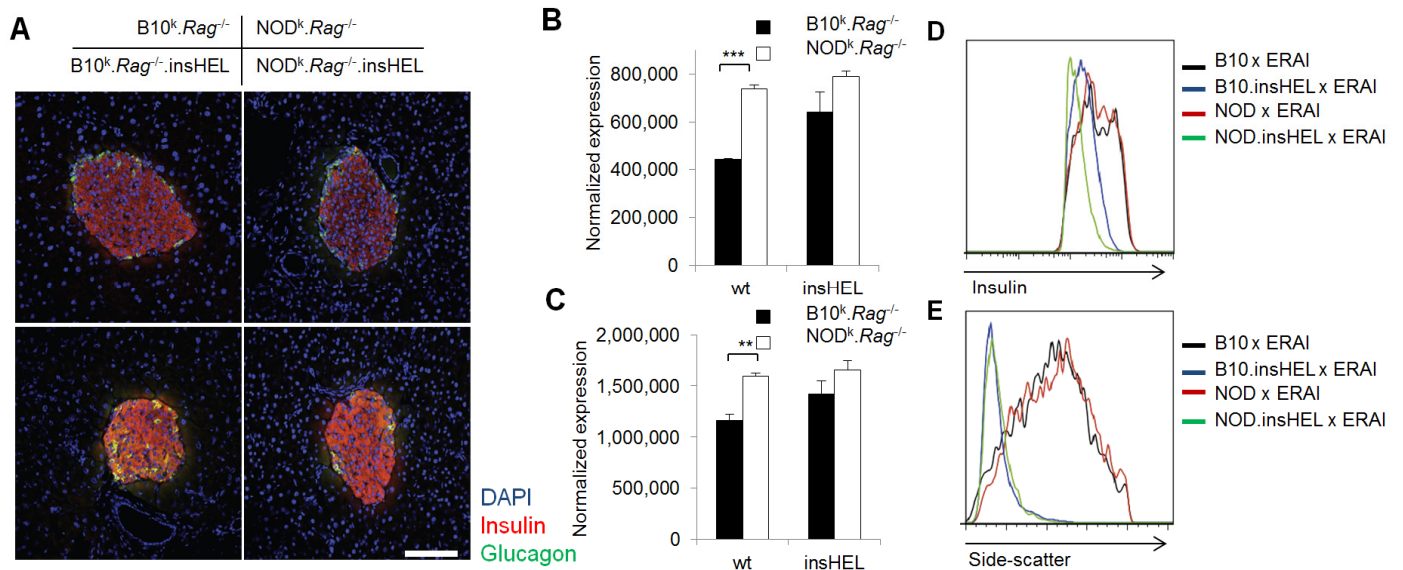 A
B10ᵏ.Rag⁻/⁻ NODᵏ.Rag⁻/⁻
B10ᵏ.Rag⁻/⁻.insHEL NODᵏ.Rag⁻/⁻.insHEL
DAPI
Insulin
Glucagon
B
B10ᵏ.Rag⁻/⁻
NODᵏ.Rag⁻/⁻
***
Normalized expression
800,000
600,000
400,000
200,000
0
wt insHEL
C
B10ᵏ.Rag⁻/⁻
NODᵏ.Rag⁻/⁻
**
Normalized expression
2,000,000
1,500,000
1,000,000
500,000
0
wt insHEL
D
B10 x ERAI
B10.insHEL x ERAI
NOD x ERAI
NOD.insHEL x ERAI
Insulin
E
B10 x ERAI
B10.insHEL x ERAI
NOD x ERAI
NOD.insHEL x ERAI
Side-scatter